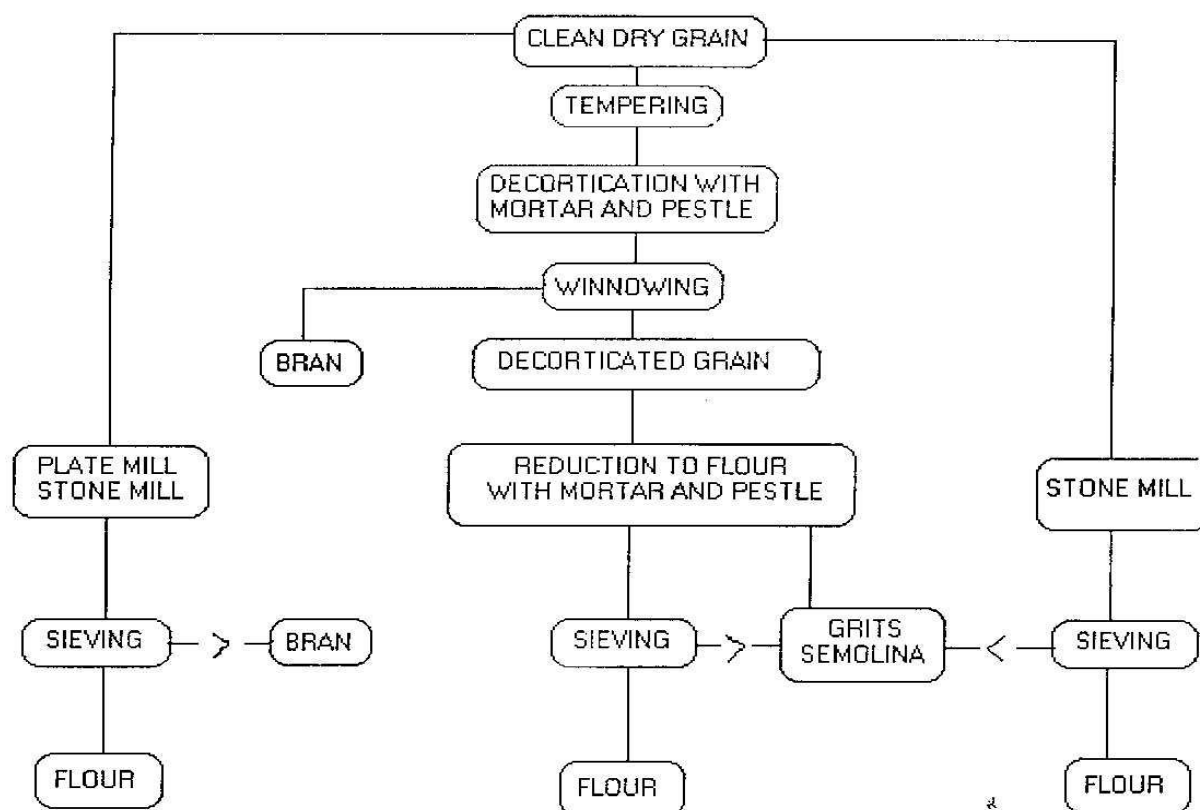 CLEAN DRY GRAIN
TEMPERING
DECORTICATION WITH
MORTAR AND PESTLE
WINNOWING
BRAN
DECORTICATED GRAIN
PLATE MILL
STONE MILL
REDUCTION TO FLOUR
WITH MORTAR AND PESTLE
STONE MILL
SIEVING
BRAN
SIEVING
GRITS
SEMOLINA
SIEVING
FLOUR
FLOUR
FLOUR